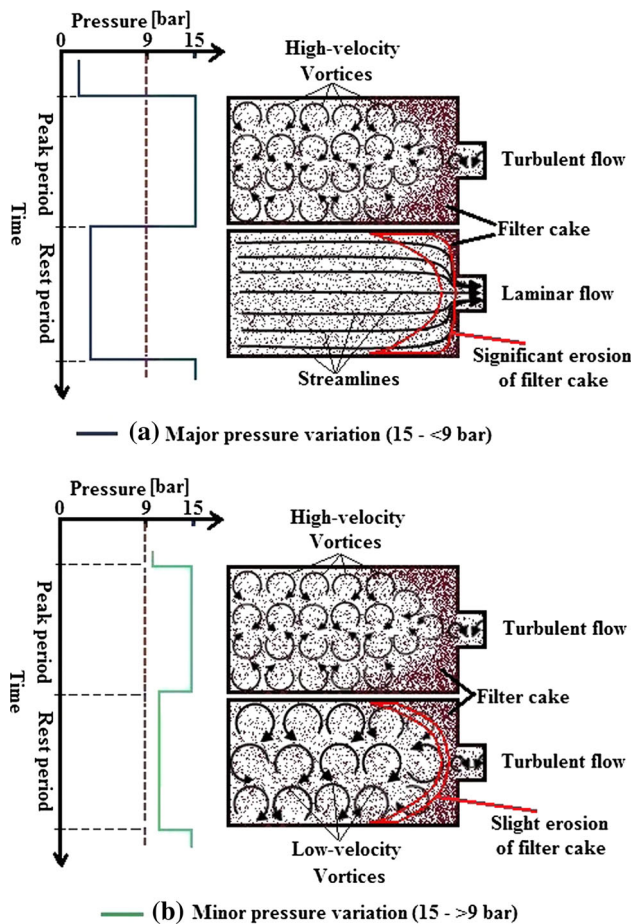 Pressure [bar]
0 9 15
High-velocity
Vortices
Peak period
Rest period
Time
Turbulent flow
Filter cake
Laminar flow
Streamlines
Significant erosion
of filter cake
(a) Major pressure variation (15 - <9 bar)
Pressure [bar]
0 9 15
High-velocity
Vortices
Peak period
Rest period
Time
Turbulent flow
Filter cake
Turbulent flow
Low-velocity
Vortices
Slight erosion
of filter cake
(b) Minor pressure variation (15 - >9 bar)